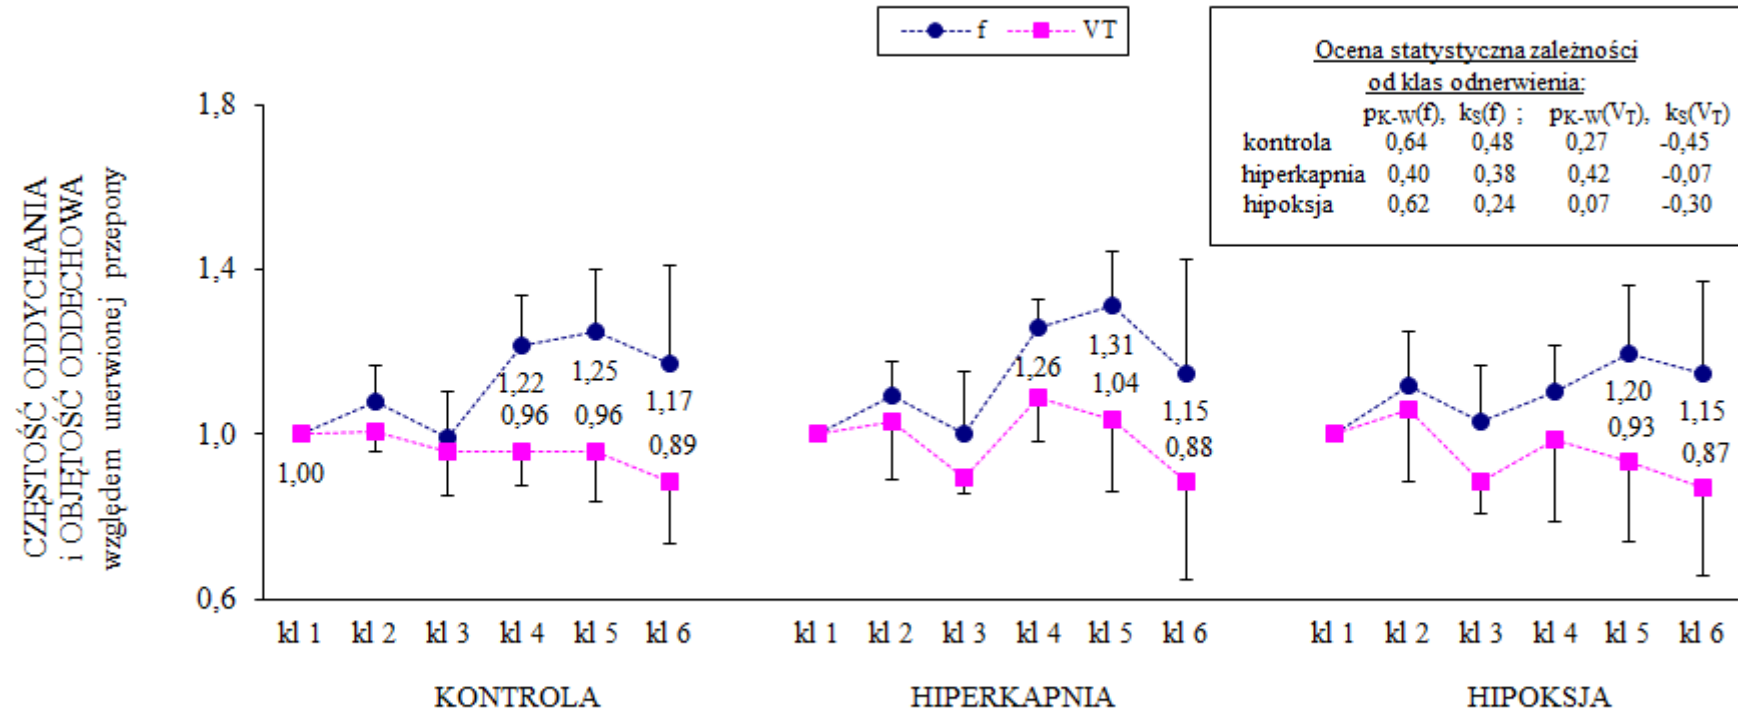 f VT
Ocena statystyczna zależności
od klas odnerwienia:
pK-W(f), kS(f) ; pK-W(VT), kS(VT)
kontrola 0,64 0,48 0,27 -0,45
hiperkapnia 0,40 0,38 0,42 -0,07
hipoksja 0,62 0,24 0,07 -0,30
CZĘSTOŚĆ ODDYCHANIA
i OBJĘTOŚĆ ODDECHOWA
względem unerwionej przepony
1,8
1,4
1,0
0,6
1,00
1,22
0,96
1,25
0,96
1,17
0,89
1,26
1,31
1,04
1,15
0,88
1,20
0,93
1,15
0,87
kl 1 kl 2 kl 3 kl 4 kl 5 kl 6 kl 1 kl 2 kl 3 kl 4 kl 5 kl 6 kl 1 kl 2 kl 3 kl 4 kl 5 kl 6
KONTROLA HIPERKAPNIA HIPOKSJA